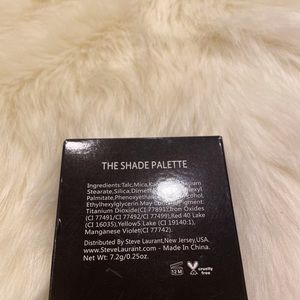 THE SHADE PALETTE
Ingredients:Talc,Mica,
Stearate,Silica,
Palmitate,
Ethylhexylglycerin May
Titanium Dioxide(CI 77891),Iron Oxides
(CI 77491/CI 77492/CI 77499),Red 40 Lake
(CI 16035),Yellow5 Lake (CI 19140:1),
Manganese Violet(CI 77742).
Distributed By Steve Laurant,New Jersey,USA.
www.SteveLaurant.com - Made In China.
Net Wt: 7.2g/0.25oz.
12 M
cruelty
free